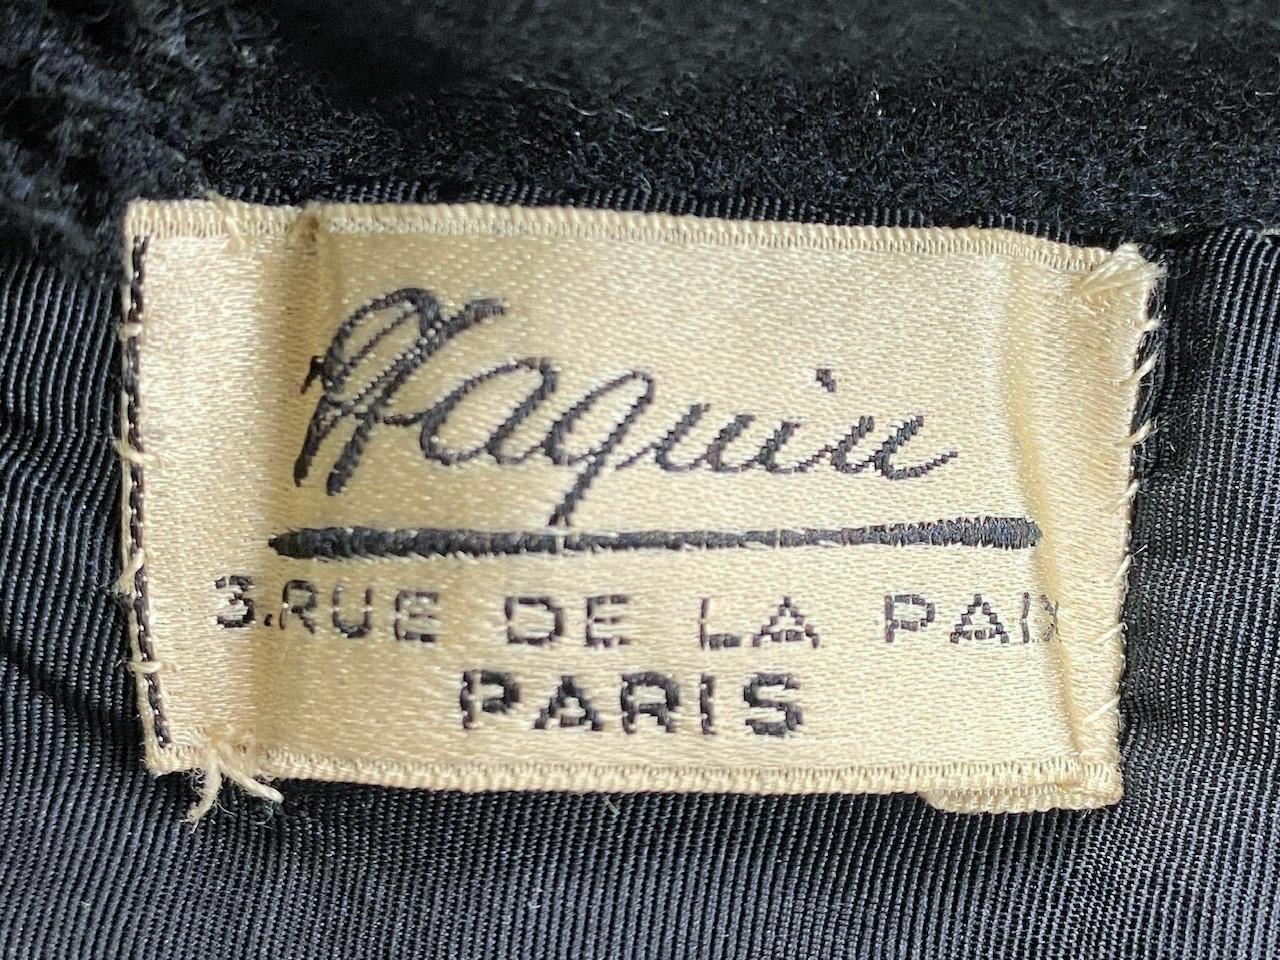 Paquin
3.RUE DE LA PAIX
PARIS